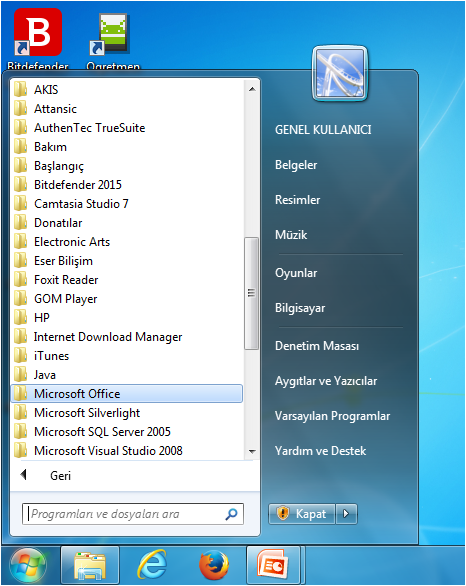 B
Bitdefender Ogretmen
AKIS
Attansic
AuthenTec TrueSuite
Bakım
Başlangıç
Bitdefender 2015
Camtasia Studio 7
Donatılar
Electronic Arts
Eser Bilişim
Foxit Reader
GOM Player
HP
Internet Download Manager
iTunes
Java
Microsoft Office
Microsoft Silverlight
Microsoft SQL Server 2005
Microsoft Visual Studio 2008
Geri
Programları ve dosyaları ara
GENEL KULLANICI
Belgeler
Resimler
Müzik
Oyunlar
Bilgisayar
Denetim Masası
Aygıtlar ve Yazıcılar
Varsayılan Programlar
Yardım ve Destek
Kapat